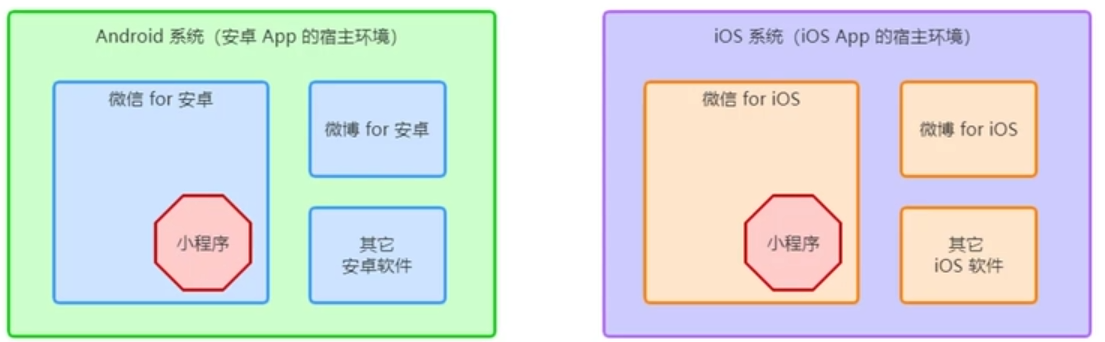 Android 系统（安卓 App 的宿主环境）
微信 for 安卓
微博 for 安卓
小程序
其它
安卓软件
iOS 系统（iOS App 的宿主环境）
微信 for iOS
微博 for iOS
小程序
其它
iOS 软件